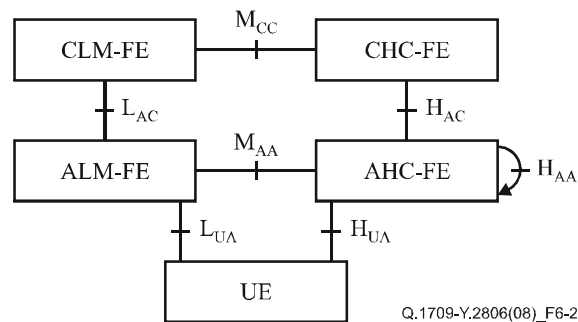 M_CC
CLM-FE CHC-FE
L_AC H_AC
M_AA
ALM-FE AHC-FE H_AA
L_UA H_UA
UE
Q.1709-Y.2806(08)_F6-2